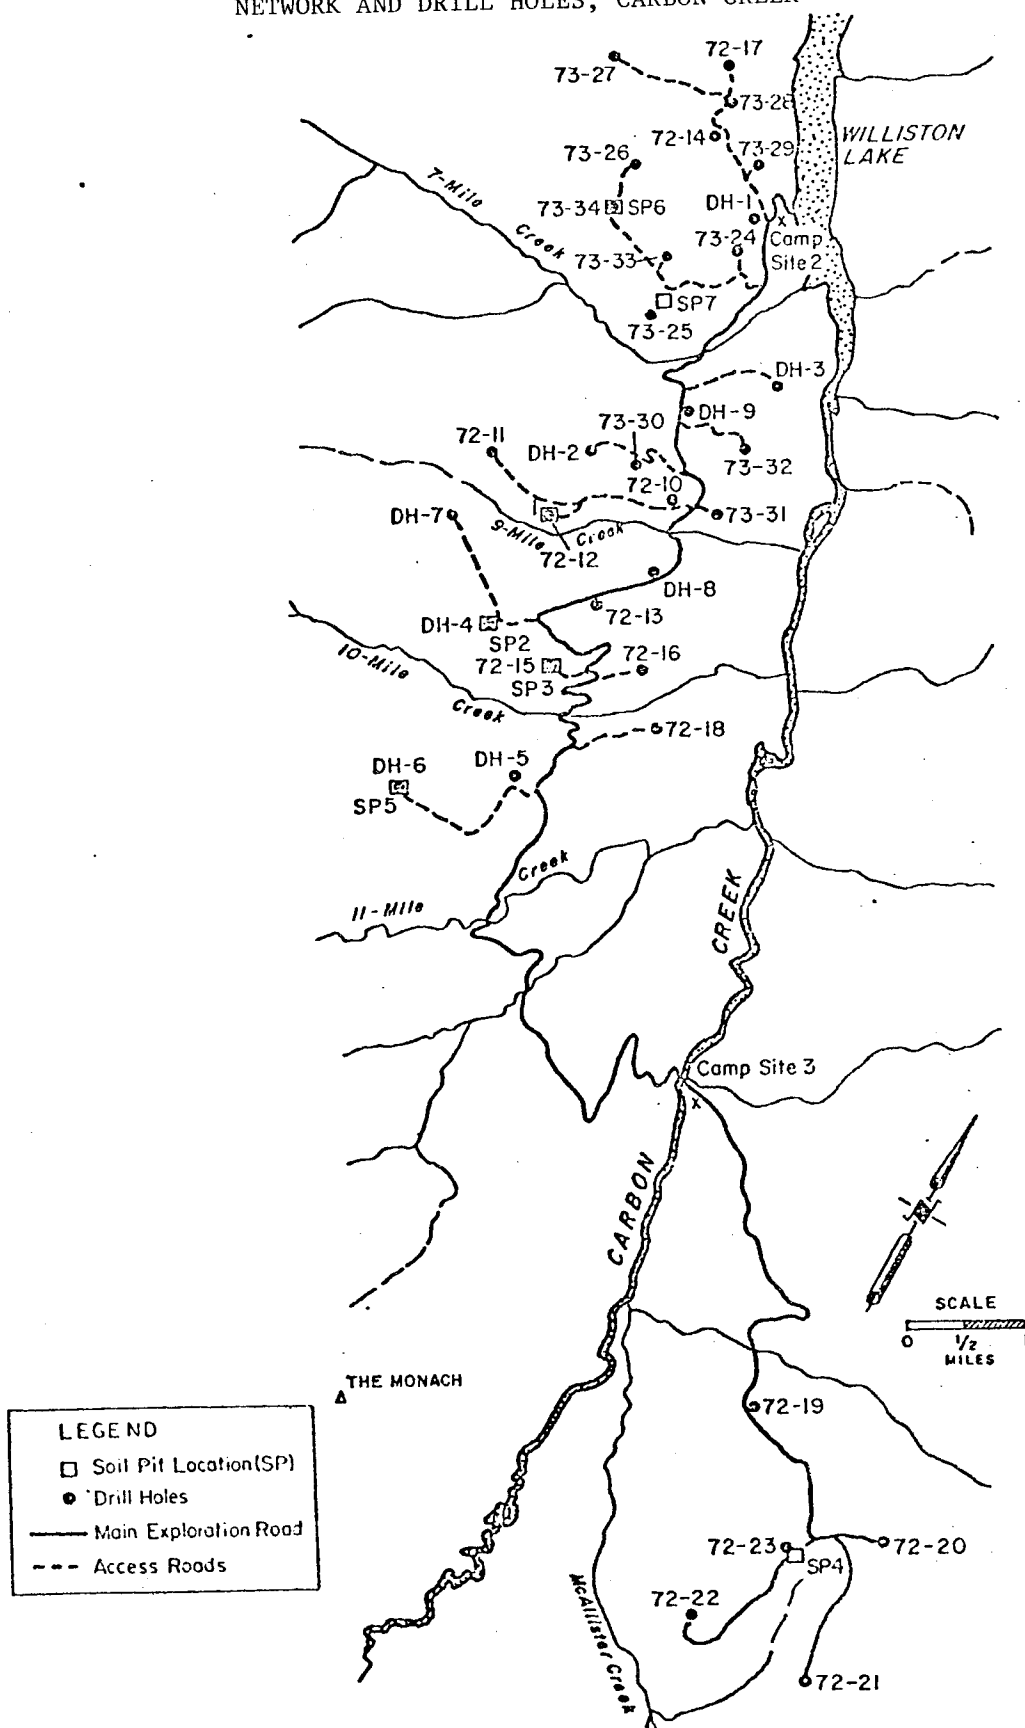 NETWORK AND DRILL HOLES, CARBON CREEK
72-17
73-27
73-28
WILLISTON
LAKE
72-14
73-29
73-26
7-Mile
Creek
73-34
SP6
DH-1
x
73-24
Camp
Site 2
73-33
SP7
73-25
DH-3
DH-9
73-30
72-11
DH-2
73-32
72-10
DH-7
73-31
9-Mile
Creek
72-12
DH-8
72-13
DH-4
SP2
10-Mile
Creek
72-15
SP3
72-16
72-18
DH-5
DH-6
SP5
Creek
11-Mile
CREEK
Camp Site 3
x
CARBON
SCALE
0
1/2
MILES
THE MONACH
LEGEND
Soil Pit Location (SP)
Drill Holes
Main Exploration Road
Access Roads
72-19
72-20
72-23
SP4
72-22
McAllister Creek
72-21